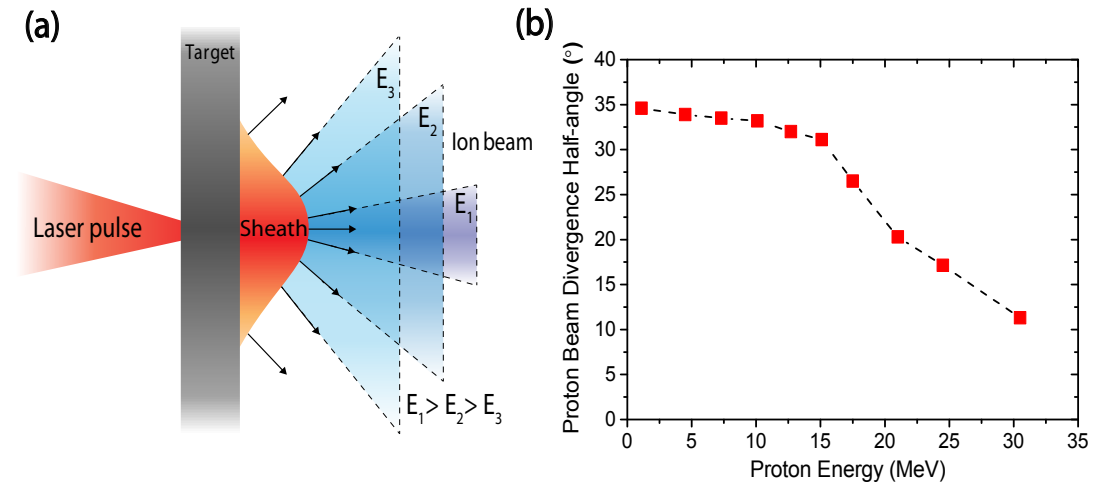 (a)
Target
Laser pulse
Sheath
E₃
E₂
Ion beam
E₁
E₁ > E₂ > E₃
(b)
Proton Beam Divergence Half-angle (°)
40
35
30
25
20
15
10
5
0
0 5 10 15 20 25 30 35
Proton Energy (MeV)